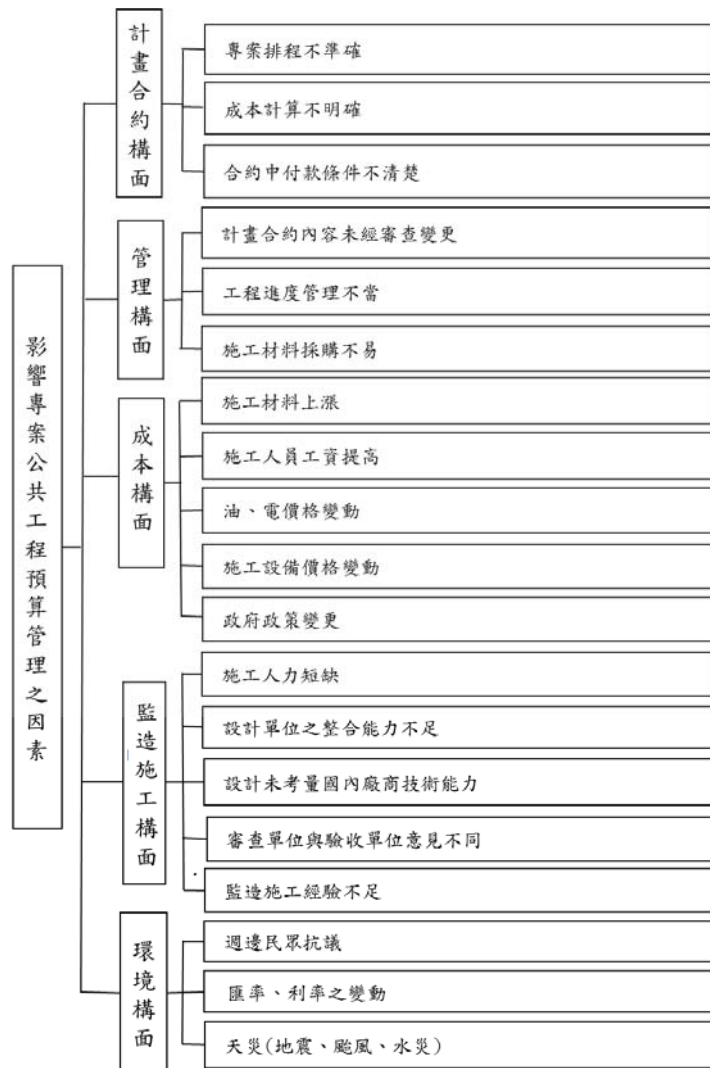 影響專案公共工程預算管理之因素
計畫合約構面
專案排程不準確
成本計算不明確
合約中付款條件不清楚
管理構面
計畫合約內容未經審查變更
工程進度管理不當
施工材料採購不易
成本構面
施工材料上漲
施工人員工資提高
油、電價格變動
施工設備價格變動
政府政策變更
監造施工構面
施工人力短缺
設計單位之整合能力不足
設計未考量國內廠商技術能力
審查單位與驗收單位意見不同
監造施工經驗不足
環境構面
週邊民眾抗議
匯率、利率之變動
天災(地震、颱風、水災)